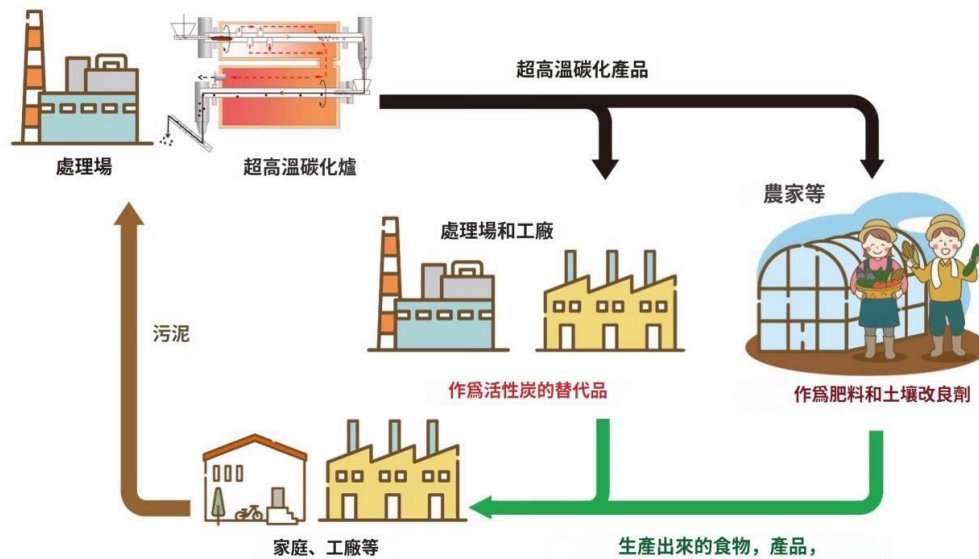 超高溫碳化產品
處理場
超高溫碳化爐
農家等
處理場和工廠
污泥
作爲活性炭的替代品
作爲肥料和土壤改良劑
家庭、工廠等
生產出來的食物，產品，